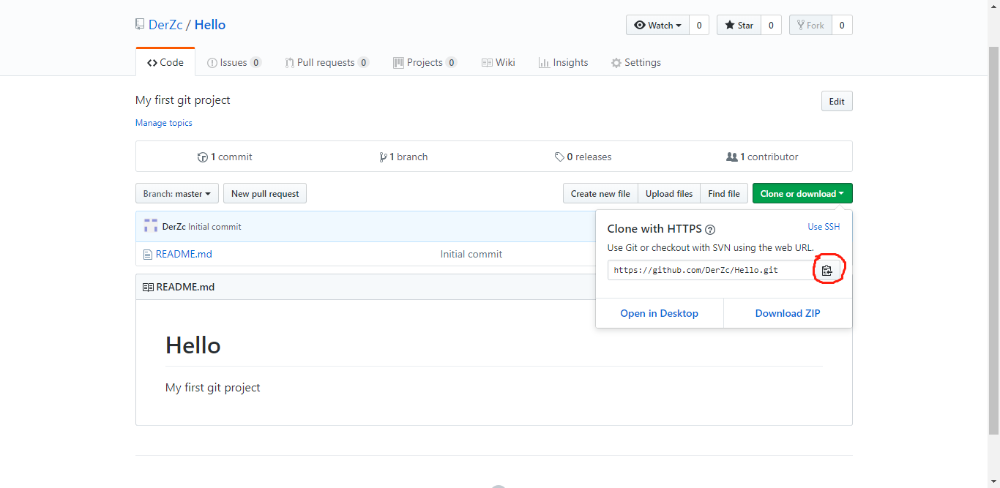 DerZc / Hello
Watch 0 Star 0 Fork 0
Code Issues 0 Pull requests 0 Projects 0 Wiki Insights Settings
My first git project
Edit
Manage topics
1 commit 1 branch 0 releases 1 contributor
Branch: master New pull request Create new file Upload files Find file Clone or download
DerZc Initial commit
README.md Initial commit
Clone with HTTPS ? Use SSH
Use Git or checkout with SVN using the web URL.
https://github.com/DerZc/Hello.git
Open in Desktop Download ZIP
README.md
Hello
My first git project